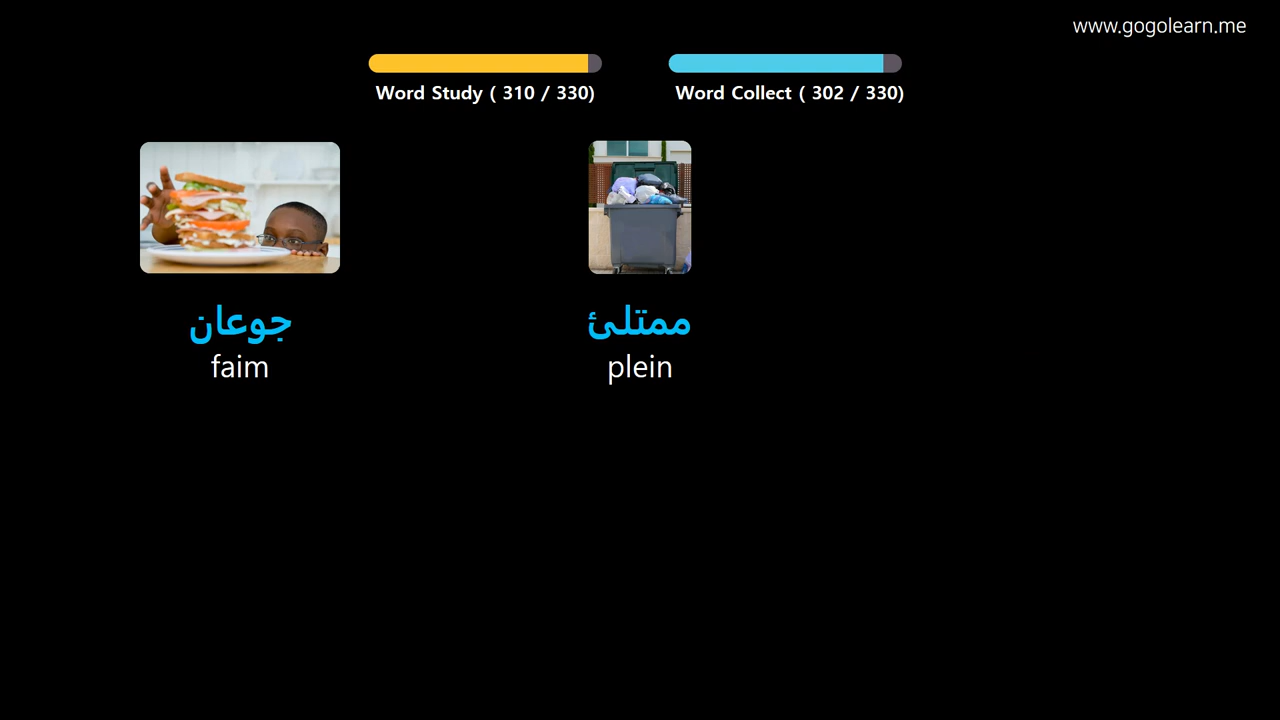 www.gogolearn.me
Word Study ( 310 / 330)
Word Collect ( 302 / 330)
جوعان
faim
ممتلئ
plein